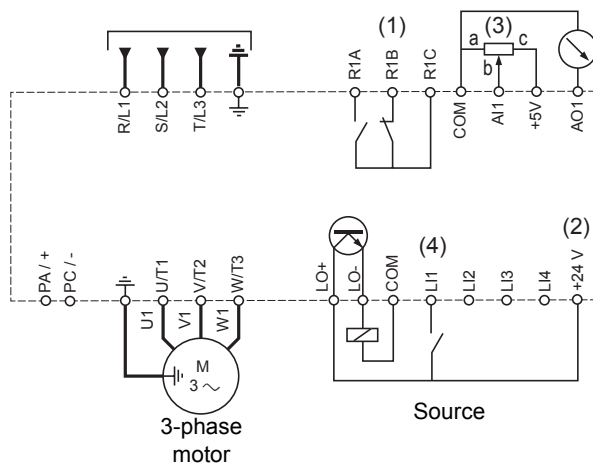 (1)
(3)
a
c
b
R1A
R1B
R1C
COM
AI1
+5V
AO1
R/L1
S/L2
T/L3
(4)
(2)
PA / +
PC / -
U/T1
V/T2
W/T3
LO+
LO-
COM
LI1
LI2
LI3
LI4
+24 V
U1
V1
W1
M
3
Source
3-phase
motor